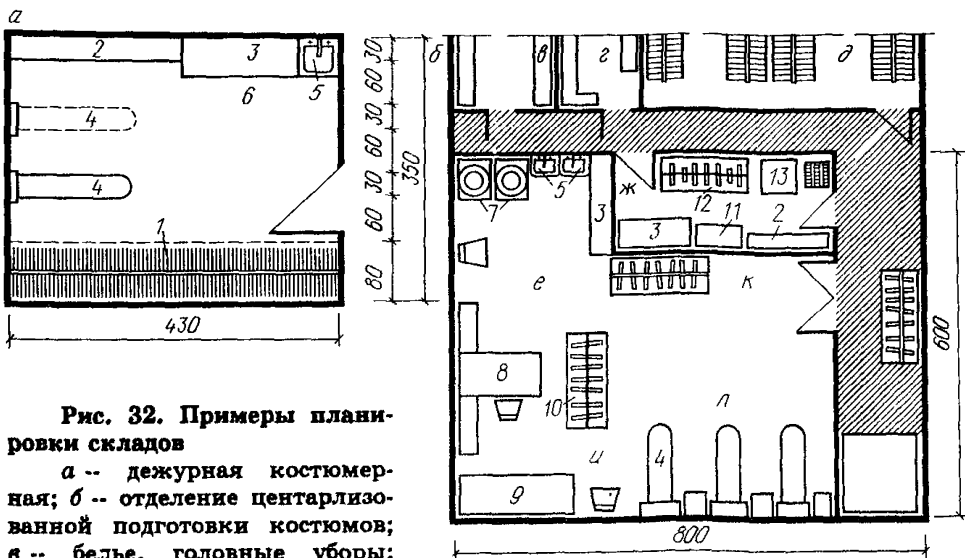 а
2 3
6 5
4
4
1
430
30
60
30
60
30
60
80
350
б в г д
ж 12 13
7 5 3 3 11 2
е к
8
10
л
и 4
9
600
800
Рис. 32. Примеры плани-
ровки складов
а -- дежурная костюмер-
ная; б -- отделение центарлизо-
ванной подготовки костюмов;
в -- белье, головные уборы;